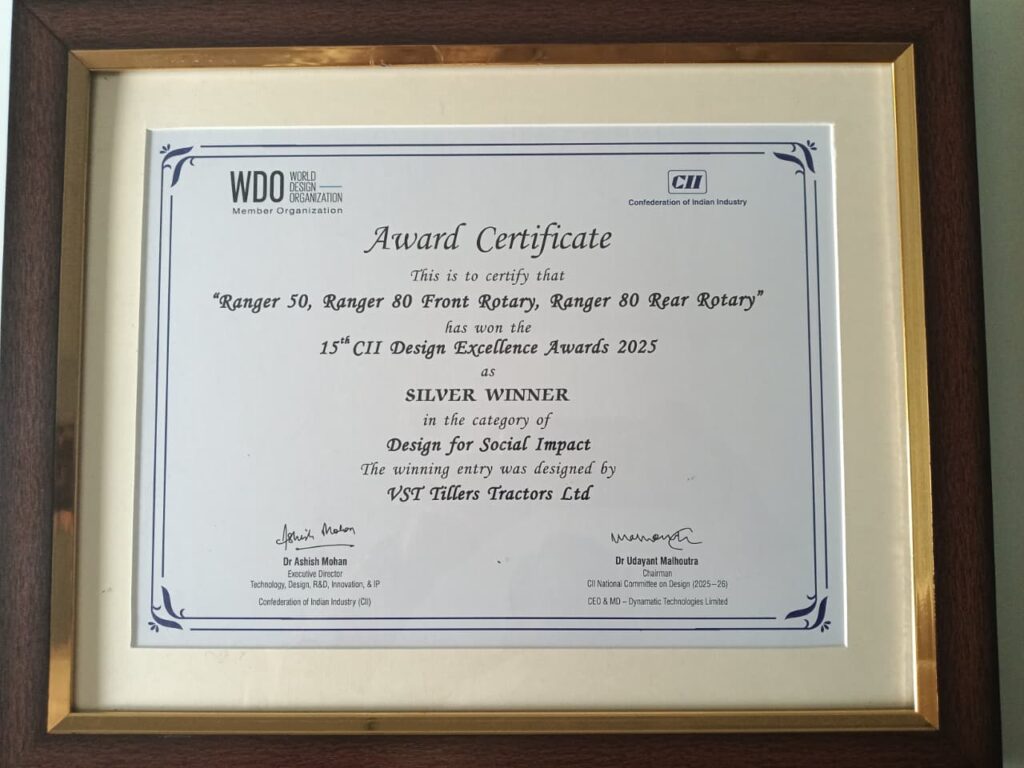 WDO WORLD
DESIGN
ORGANIZATION
Member Organization
CII
Confederation of Indian Industry
Award Certificate
This is to certify that
“Ranger 50, Ranger 80 Front Rotary, Ranger 80 Rear Rotary”
has won the
15th CII Design Excellence Awards 2025
as
SILVER WINNER
in the category of
Design for Social Impact
The winning entry was designed by
VST Tillers Tractors Ltd
Ashish Mohan
Dr Ashish Mohan
Executive Director
Technology, Design, R&D, Innovation, & IP
Confederation of Indian Industry (CII)
Dr Udayant Malhoutra
Chairman
CII National Committee on Design (2025–26)
CEO & MD – Dynamatic Technologies Limited